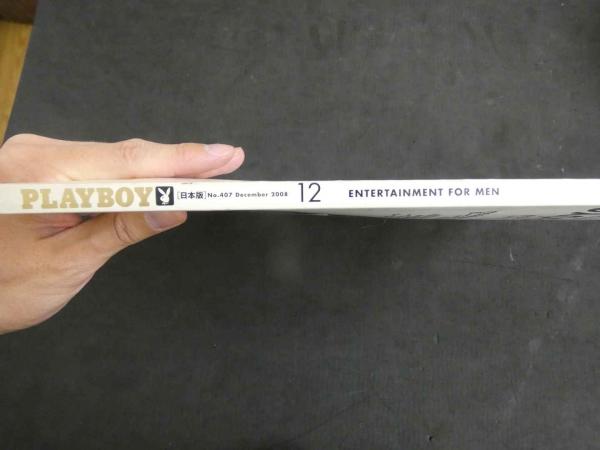 PLAYBOY [日本版] No.407 December 2008 12 ENTERTAINMENT FOR MEN